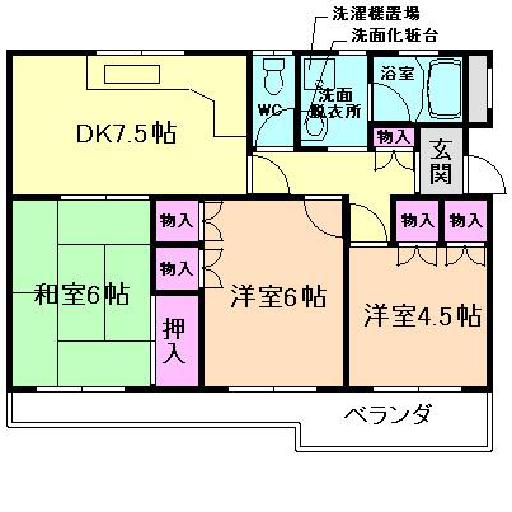 洗濯機置場
洗面化粧台
浴室
WC
洗面
脱衣所
DK7.5帖
物入
玄関
物入
物入
物入
物入
和室6帖
洋室6帖
洋室4.5帖
押入
ベランダ